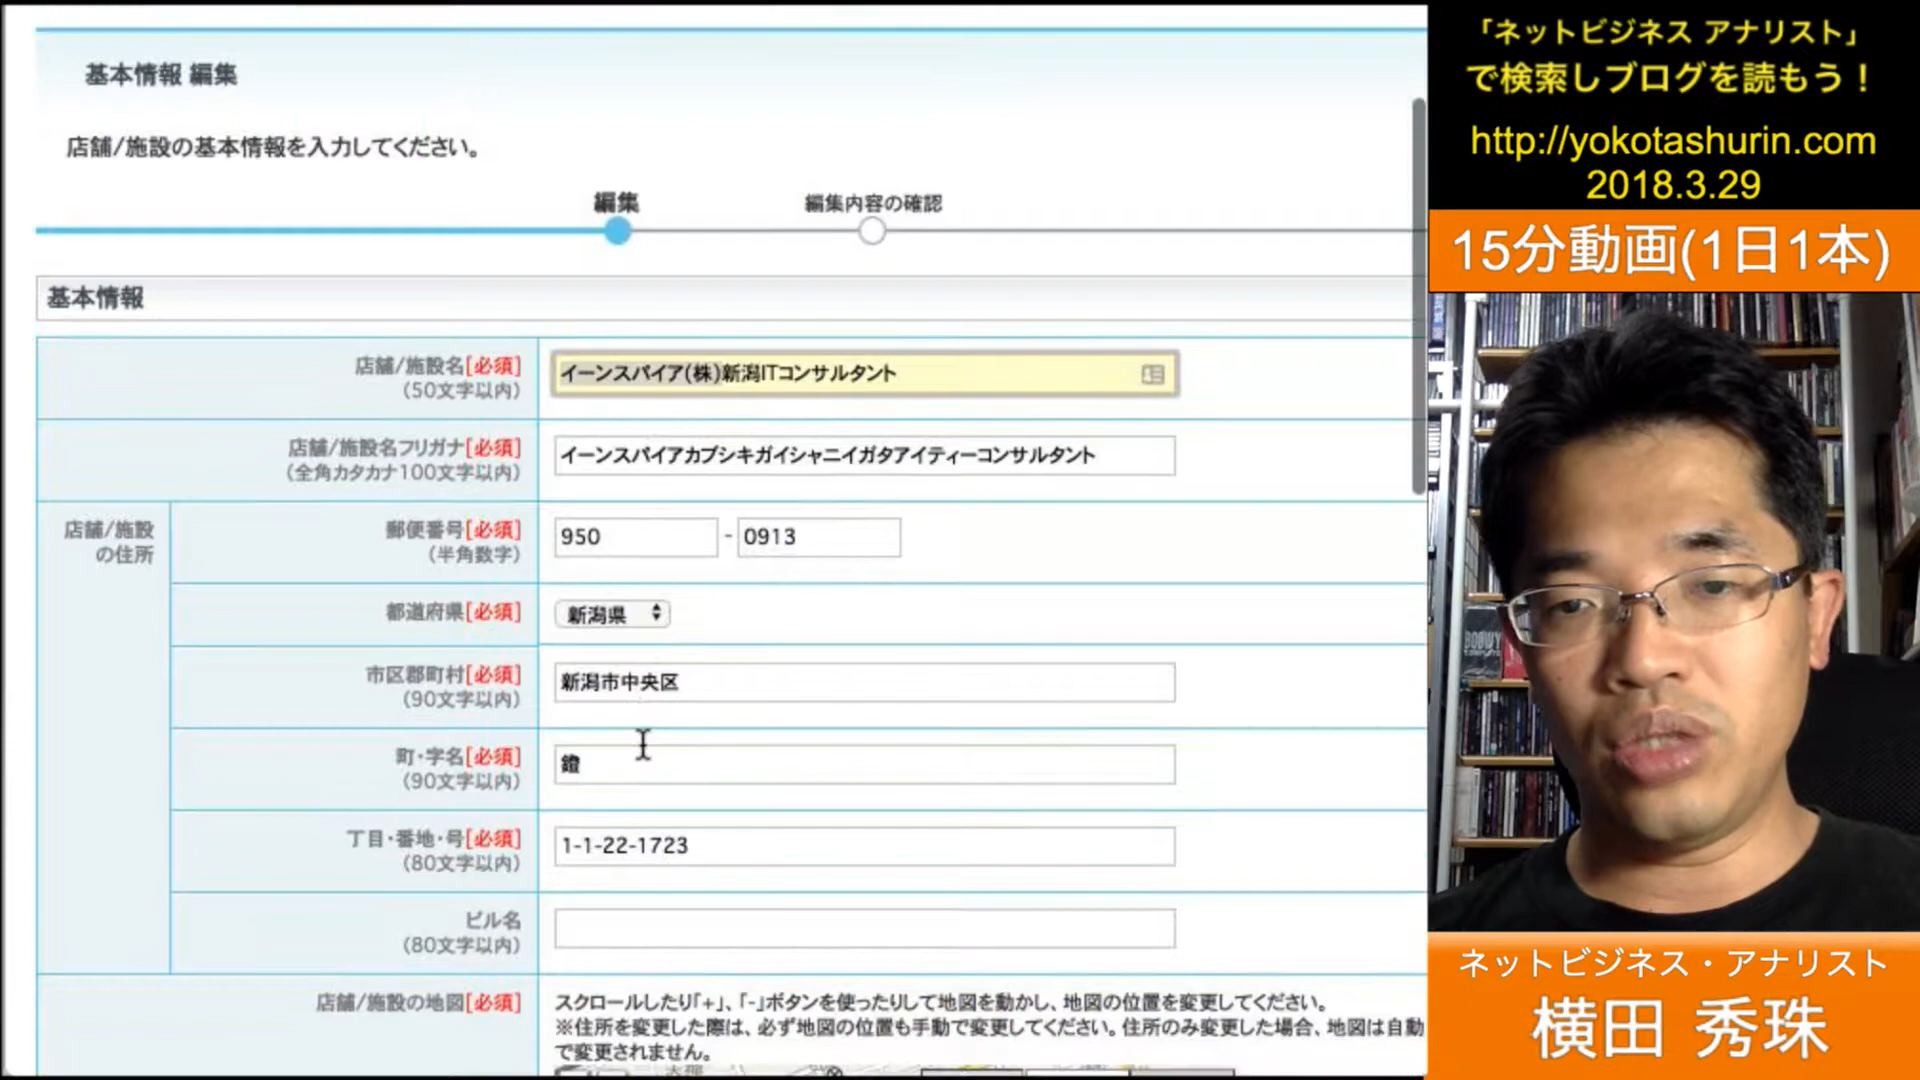 基本情報 編集
店舗/施設の基本情報を入力してください。
編集
編集内容の確認
基本情報
店舗/施設名[必須]
(50文字以内)
イーンスパイア(株)新潟ITコンサルタント
店舗/施設名フリガナ[必須]
(全角カタカナ100文字以内)
イーンスパイアカブシキガイシャニイガタアイティーコンサルタント
店舗/施設
の住所
郵便番号[必須]
(半角数字)
950 - 0913
都道府県[必須]
新潟県
市区郡町村[必須]
(90文字以内)
新潟市中央区
町・字名[必須]
(90文字以内)
鐙
丁目・番地・号[必須]
(80文字以内)
1-1-22-1723
ビル名
(80文字以内)
店舗/施設の地図[必須]
スクロールしたり「+」、「-」ボタンを使ったりして地図を動かし、地図の位置を変更してください。
※住所を変更した際は、必ず地図の位置も手動で変更してください。住所のみ変更した場合、地図は自動
で変更されません。
「ネットビジネス アナリスト」
で検索しブログを読もう！
http://yokotashurin.com
2018.3.29
15分動画(1日1本)
BOØWY
ネットビジネス・アナリスト
横田 秀珠